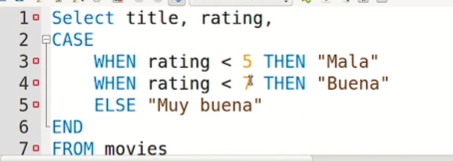 1 Select title, rating,
2 CASE
3 WHEN rating < 5 THEN "Mala"
4 WHEN rating < 7 THEN "Buena"
5 ELSE "Muy buena"
6 END
7 FROM movies